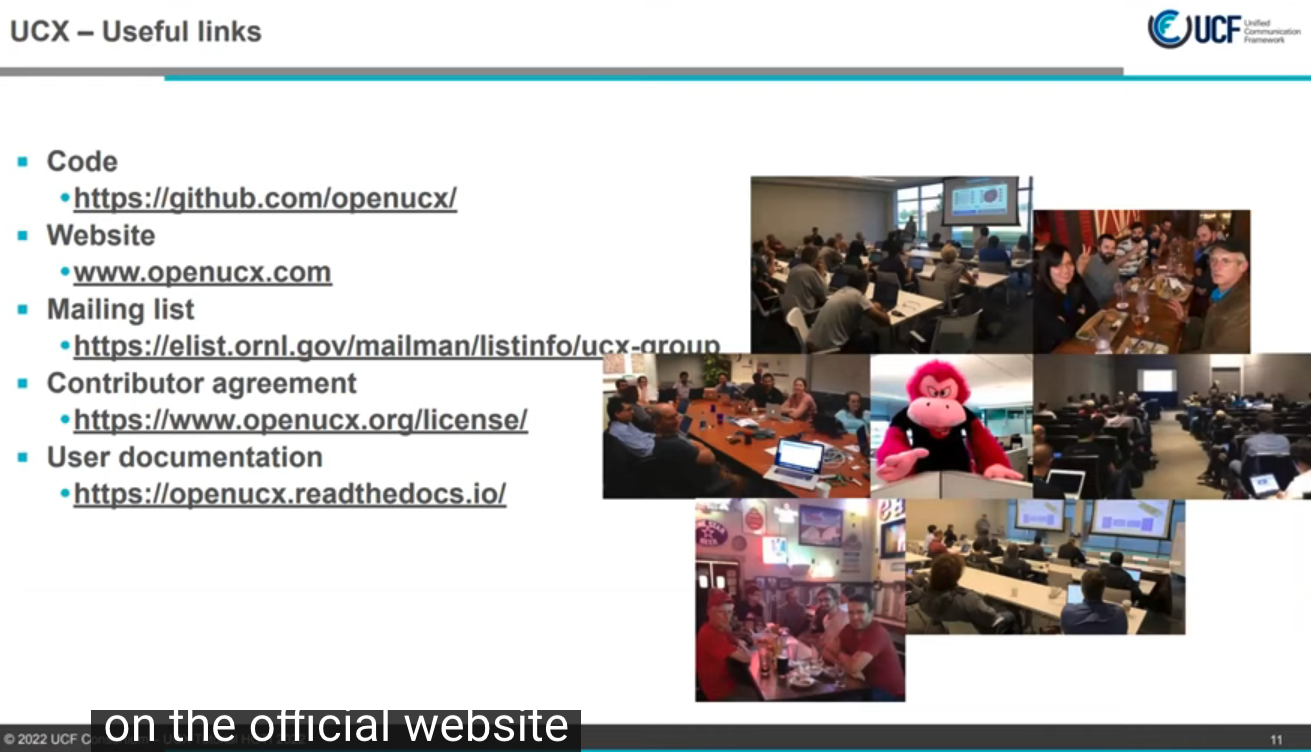 UCX – Useful links
UCF Unified
Communication
Framework
Code
https://github.com/openucx/
Website
www.openucx.com
Mailing list
https://elist.ornl.gov/mailman/listinfo/ucx-group
Contributor agreement
https://www.openucx.org/license/
User documentation
https://openucx.readthedocs.io/
on the official website
© 2022 UCF
11